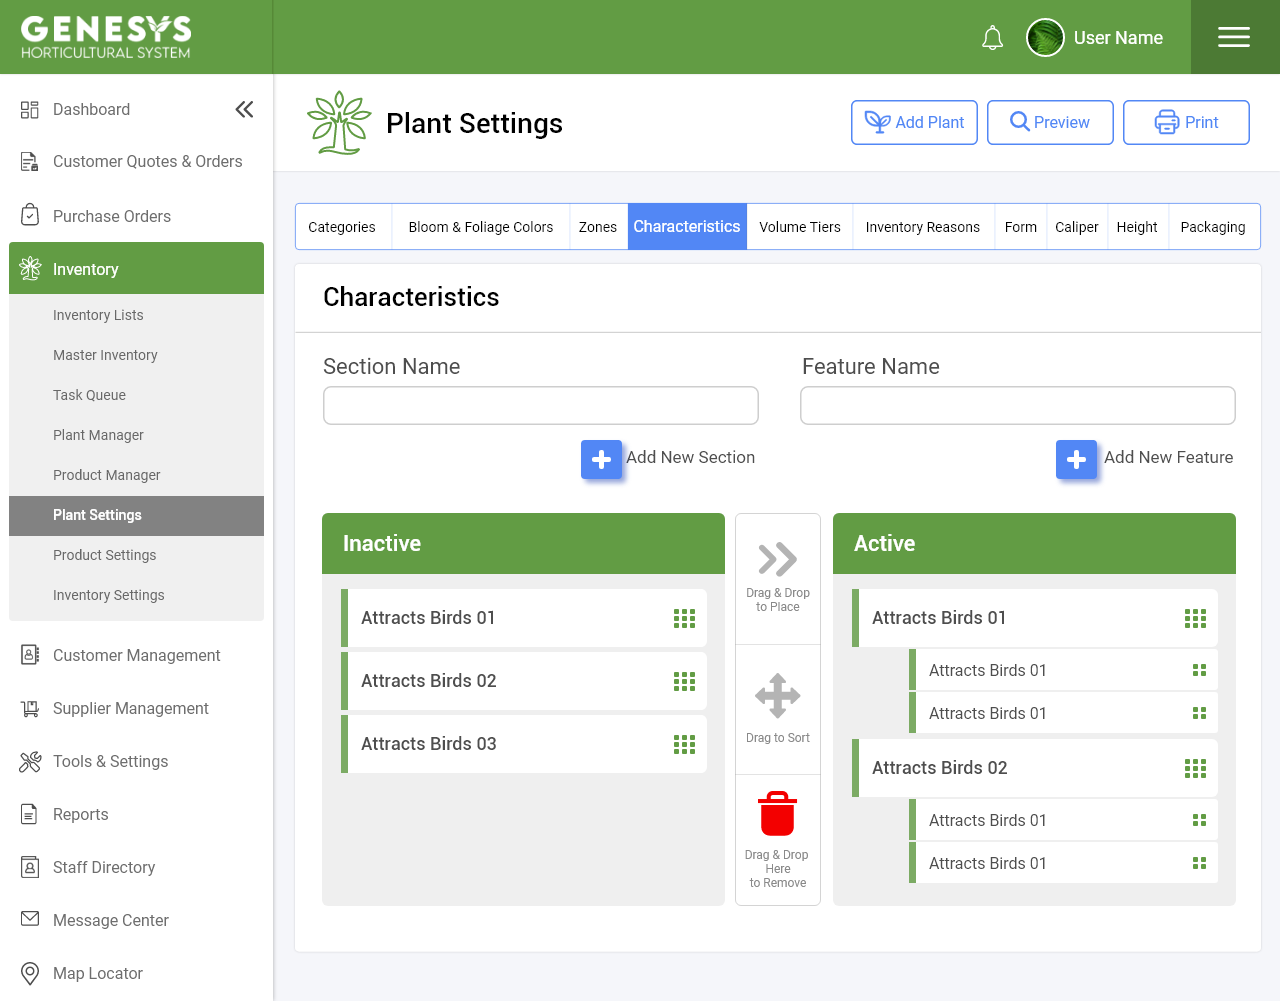 GENESYS
HORTICULTURAL SYSTEM
User Name
Dashboard
Customer Quotes & Orders
Purchase Orders
Inventory
Inventory Lists
Master Inventory
Task Queue
Plant Manager
Product Manager
Plant Settings
Product Settings
Inventory Settings
Customer Management
Supplier Management
Tools & Settings
Reports
Staff Directory
Message Center
Map Locator
Plant Settings
Add Plant
Preview
Print
Categories
Bloom & Foliage Colors
Zones
Characteristics
Volume Tiers
Inventory Reasons
Form
Caliper
Height
Packaging
Characteristics
Section Name
Feature Name
Add New Section
Add New Feature
Inactive
Attracts Birds 01
Attracts Birds 02
Attracts Birds 03
Drag & Drop
to Place
Drag to Sort
Drag & Drop
Here
to Remove
Active
Attracts Birds 01
Attracts Birds 01
Attracts Birds 01
Attracts Birds 02
Attracts Birds 01
Attracts Birds 01